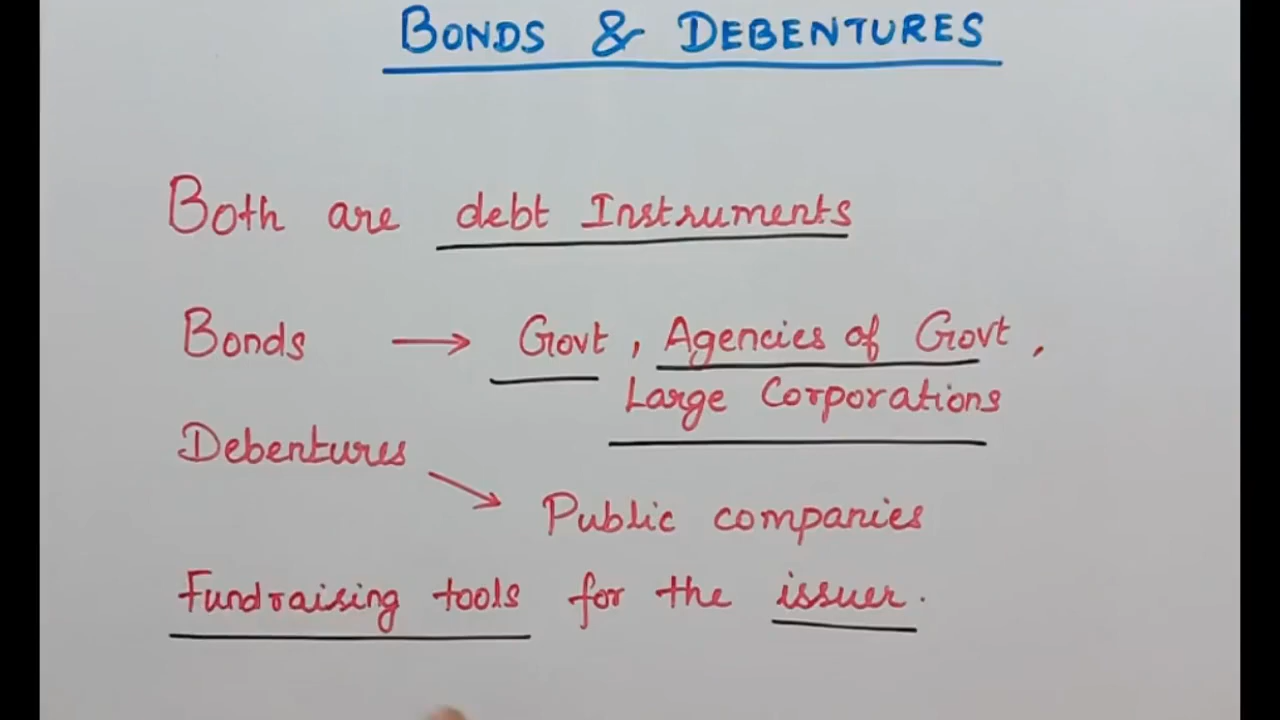 BONDS & DEBENTURES
Both are debt Instruments
Bonds → Govt, Agencies of Govt,
Large Corporations
Debentures
→ Public companies
Fundraising tools for the issuer.